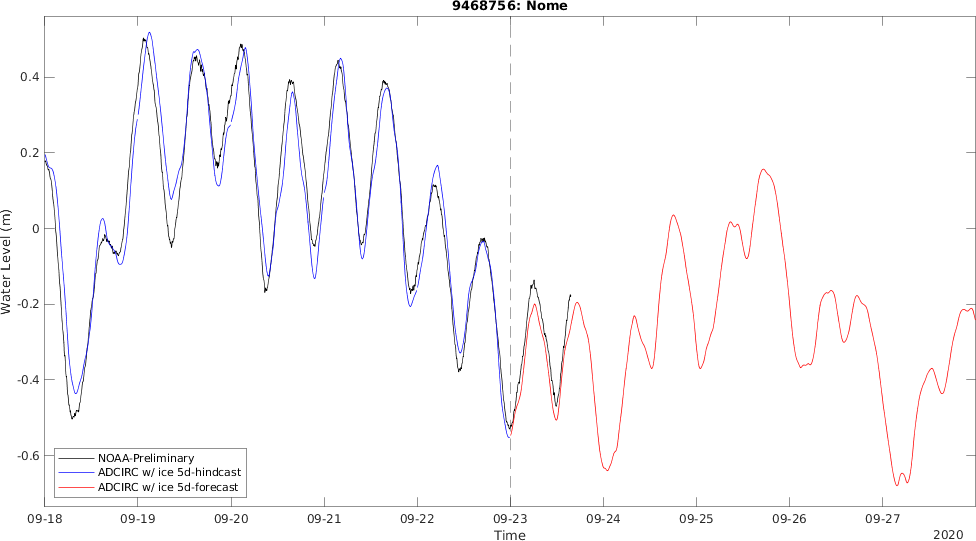 9468756: Nome
Water Level (m)
0.4
0.2
0
-0.2
-0.4
-0.6
NOAA-Preliminary
ADCIRC w/ ice 5d-hindcast
ADCIRC w/ ice 5d-forecast
09-18 09-19 09-20 09-21 09-22 09-23 09-24 09-25 09-26 09-27
Time
2020